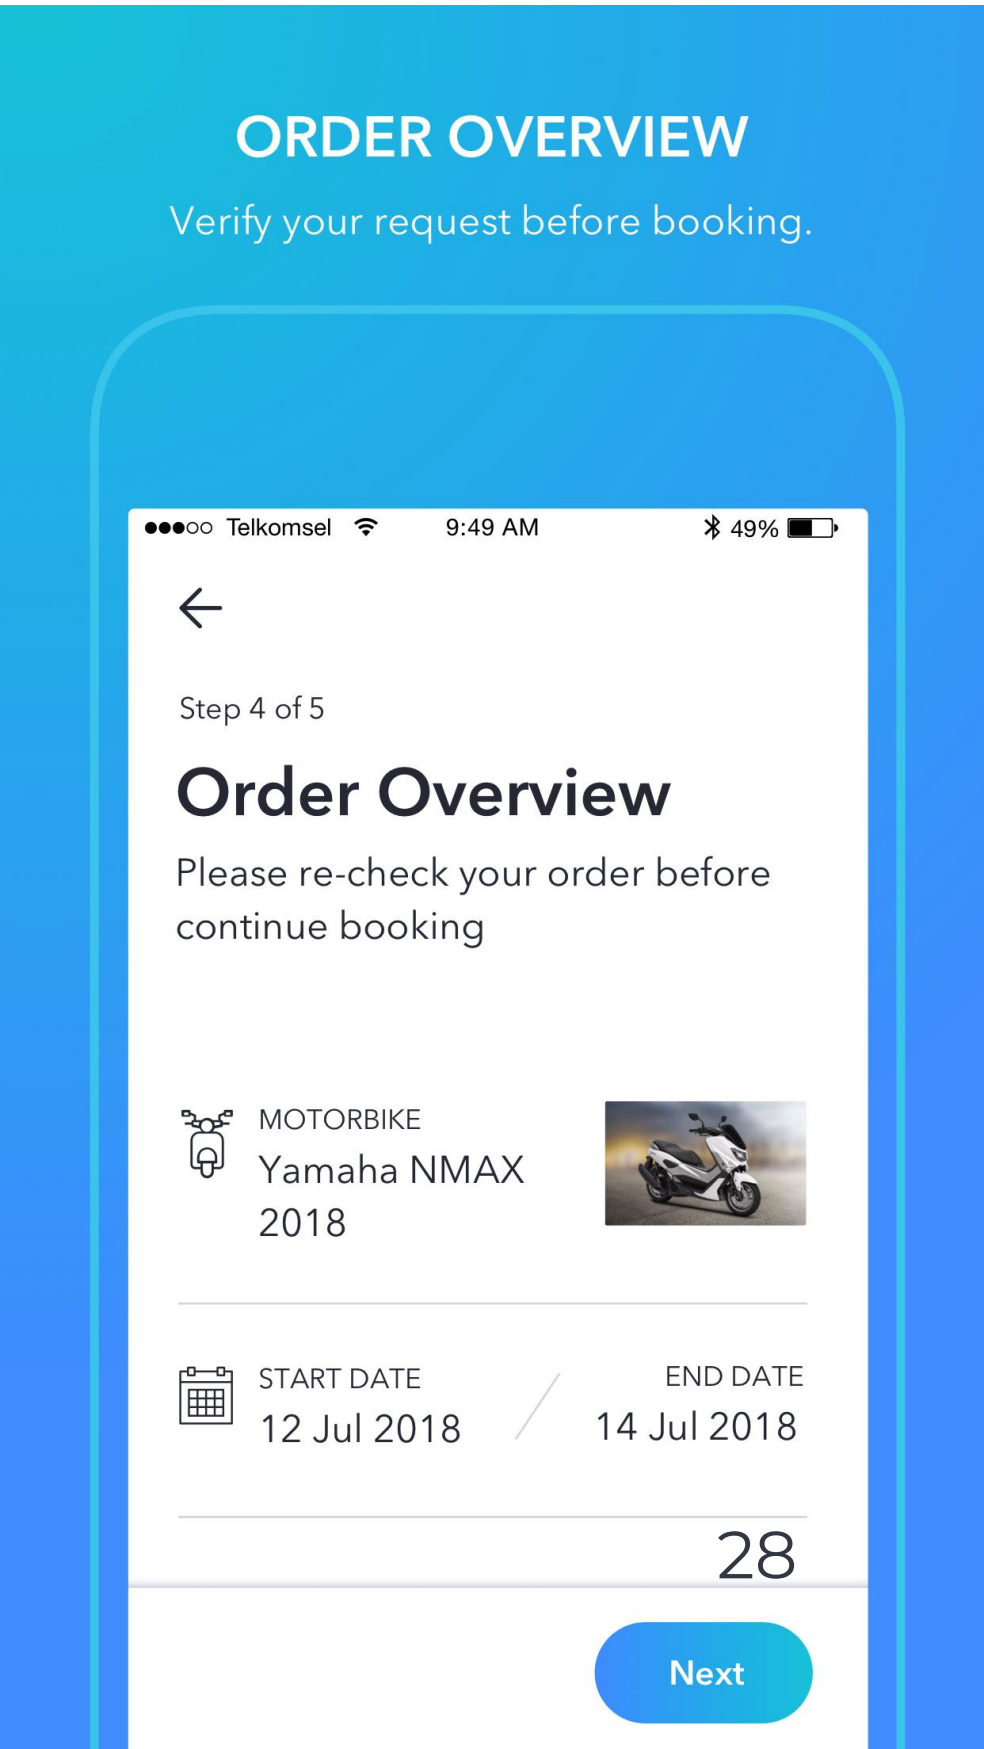 ORDER OVERVIEW
Verify your request before booking.
Telkomsel 9:49 AM 49%
Step 4 of 5
Order Overview
Please re-check your order before
continue booking
MOTORBIKE
Yamaha NMAX
2018
START DATE
12 Jul 2018
END DATE
14 Jul 2018
28
Next